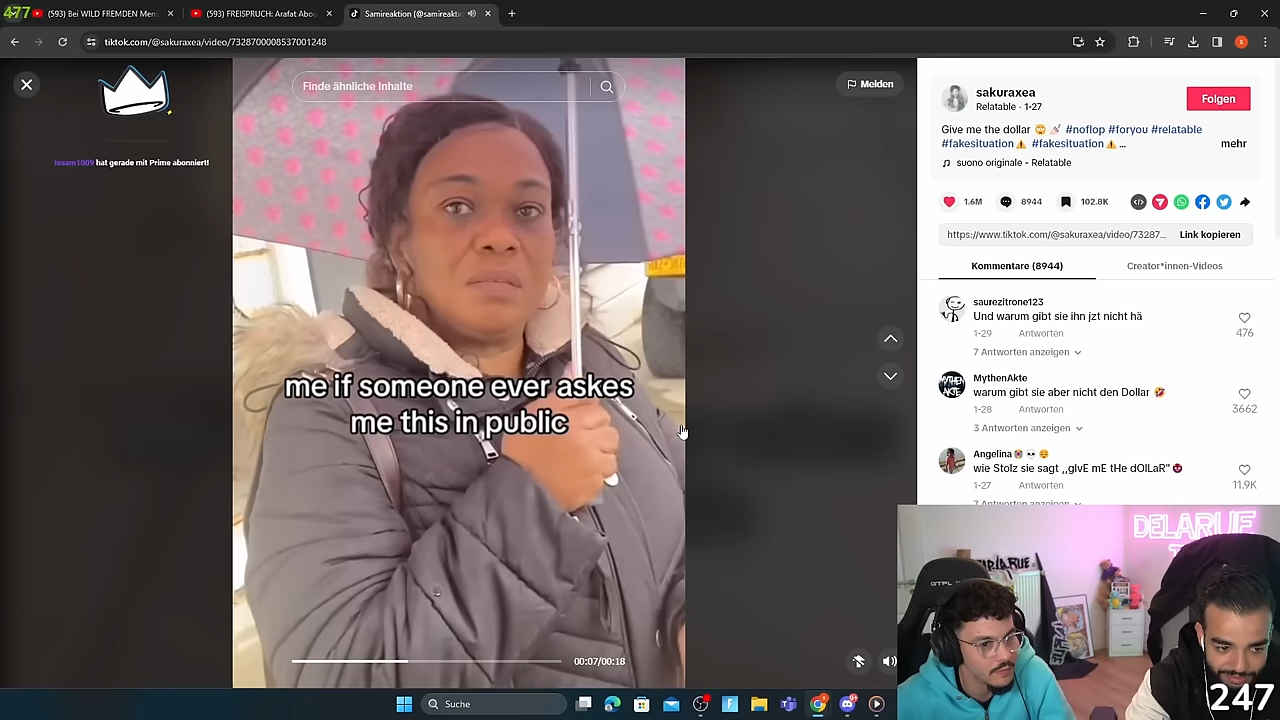 477
(593) Bei WILD FREMDEN Men
(593) FREISPRUCH: Arafat Abou
Samireaktion (@samireakti
tiktok.com/@sakuraxea/video/7328700008537001248
Finde ähnliche Inhalte
Melden
Issam1009 hat gerade mit Prime abonniert!
me if someone ever askes
me this in public
00:07/00:18
sakuraxea
Relatable · 1-27
Folgen
Give me the dollar 🙄 💅🏻 #noflop #foryou #relatable
#fakesituation⚠️ #fakesituation⚠️ ...
mehr
♫ suono originale - Relatable
1.6M
8944
102.8K
https://www.tiktok.com/@sakuraxea/video/73287...
Link kopieren
Kommentare (8944)
Creator*innen-Videos
saurezitrone123
Und warum gibt sie ihn jzt nicht hä
1-29 Antworten
476
7 Antworten anzeigen
MythenAkte
warum gibt sie aber nicht den Dollar 🤣
1-28 Antworten
3662
3 Antworten anzeigen
Angelina
wie Stolz sie sagt ,,gIvE mE tHe dOlLaR"
1-27 Antworten
11.9K
7 Antworten anzeigen
DELARUE
GTPL
247
Suche